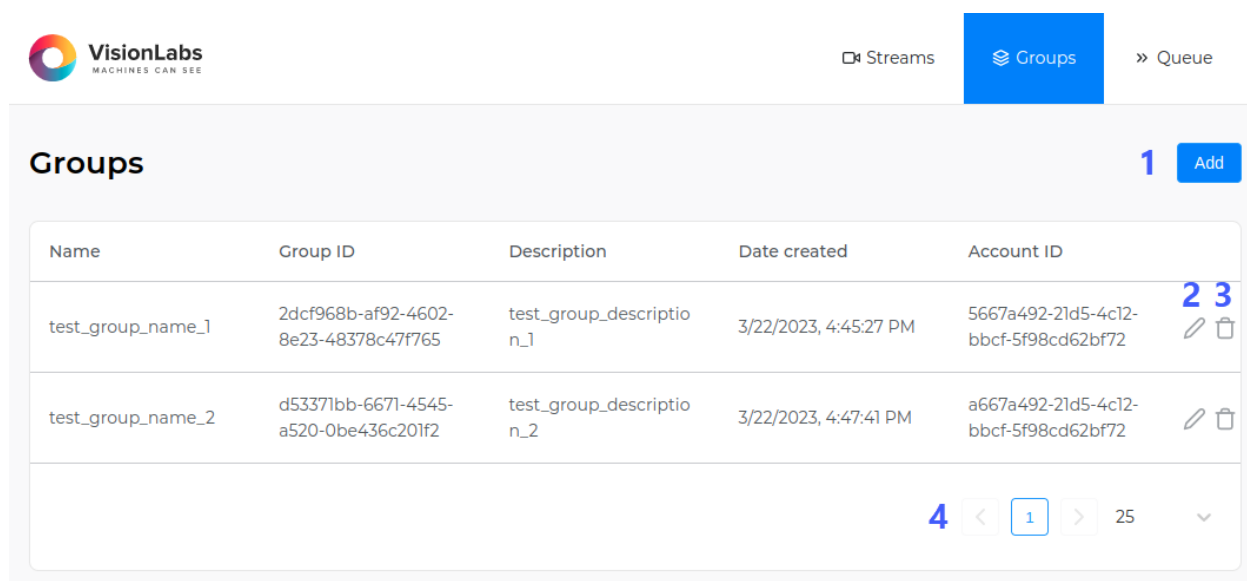 VisionLabs
MACHINES CAN SEE
Streams
Groups
Queue
Groups
1
Add
Name
Group ID
Description
Date created
Account ID
2 3
test_group_name_1
2dcf968b-af92-4602-
8e23-48378c47f765
test_group_descriptio
n_1
3/22/2023, 4:45:27 PM
5667a492-21d5-4c12-
bbcf-5f98cd62bf72
test_group_name_2
d53371bb-6671-4545-
a520-0be436c201f2
test_group_descriptio
n_2
3/22/2023, 4:47:41 PM
a667a492-21d5-4c12-
bbcf-5f98cd62bf72
4
1
25